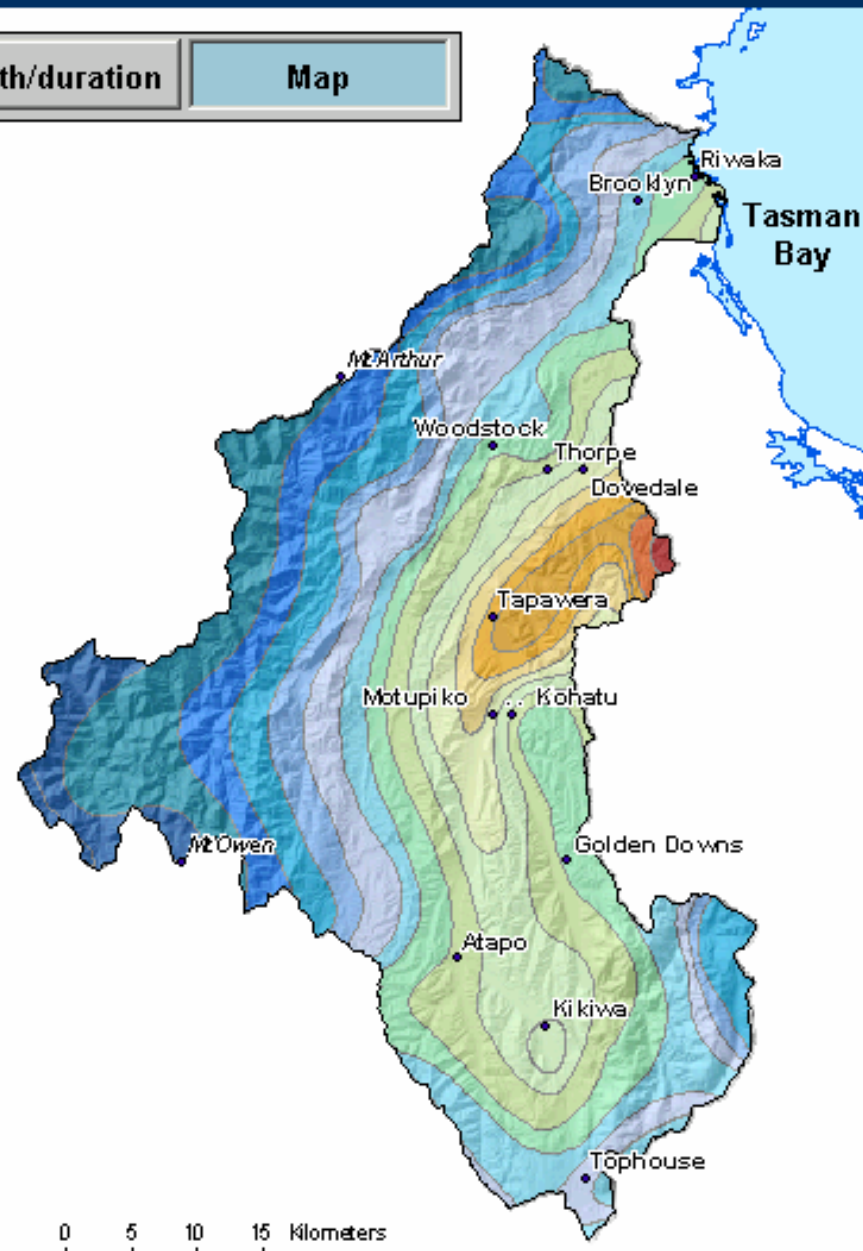 th/duration
Map
Riwaka
Brooklyn
Tasman
Bay
Mt Arthur
Woodstock
Thorpe
Dovedale
Tapawera
Motupiko .. Kohatu
Mt Owen
Golden Downs
Atapo
Kikiwa
Tophouse
0 5 10 15 Kilometers